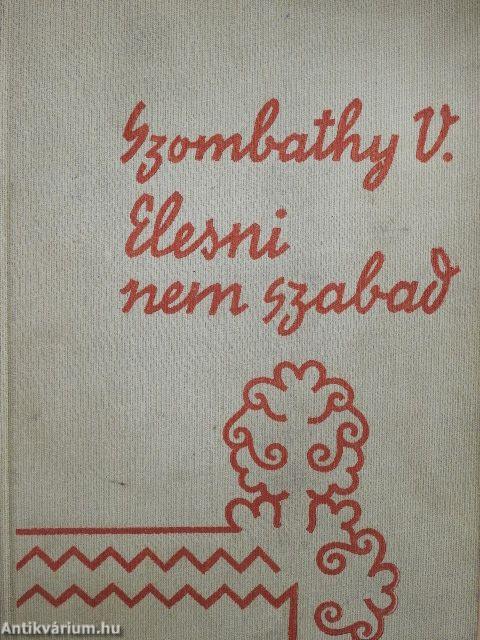 Szombathy V.
Elesni
nem szabad
Antikvárium.hu